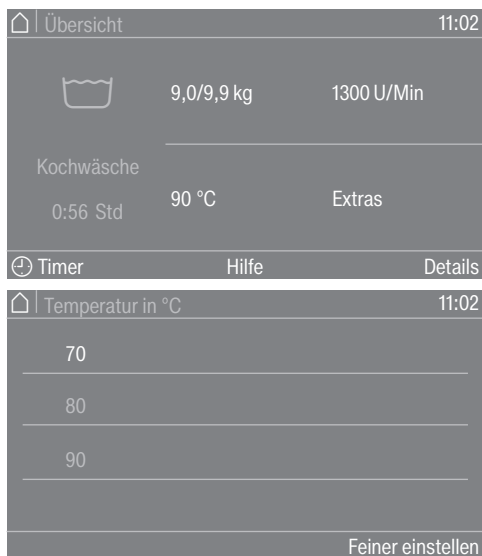 Übersicht 11:02
9,0/9,9 kg 1300 U/Min
Kochwäsche
0:56 Std
90 °C Extras
Timer Hilfe Details
Temperatur in °C 11:02
70
80
90
Feiner einstellen